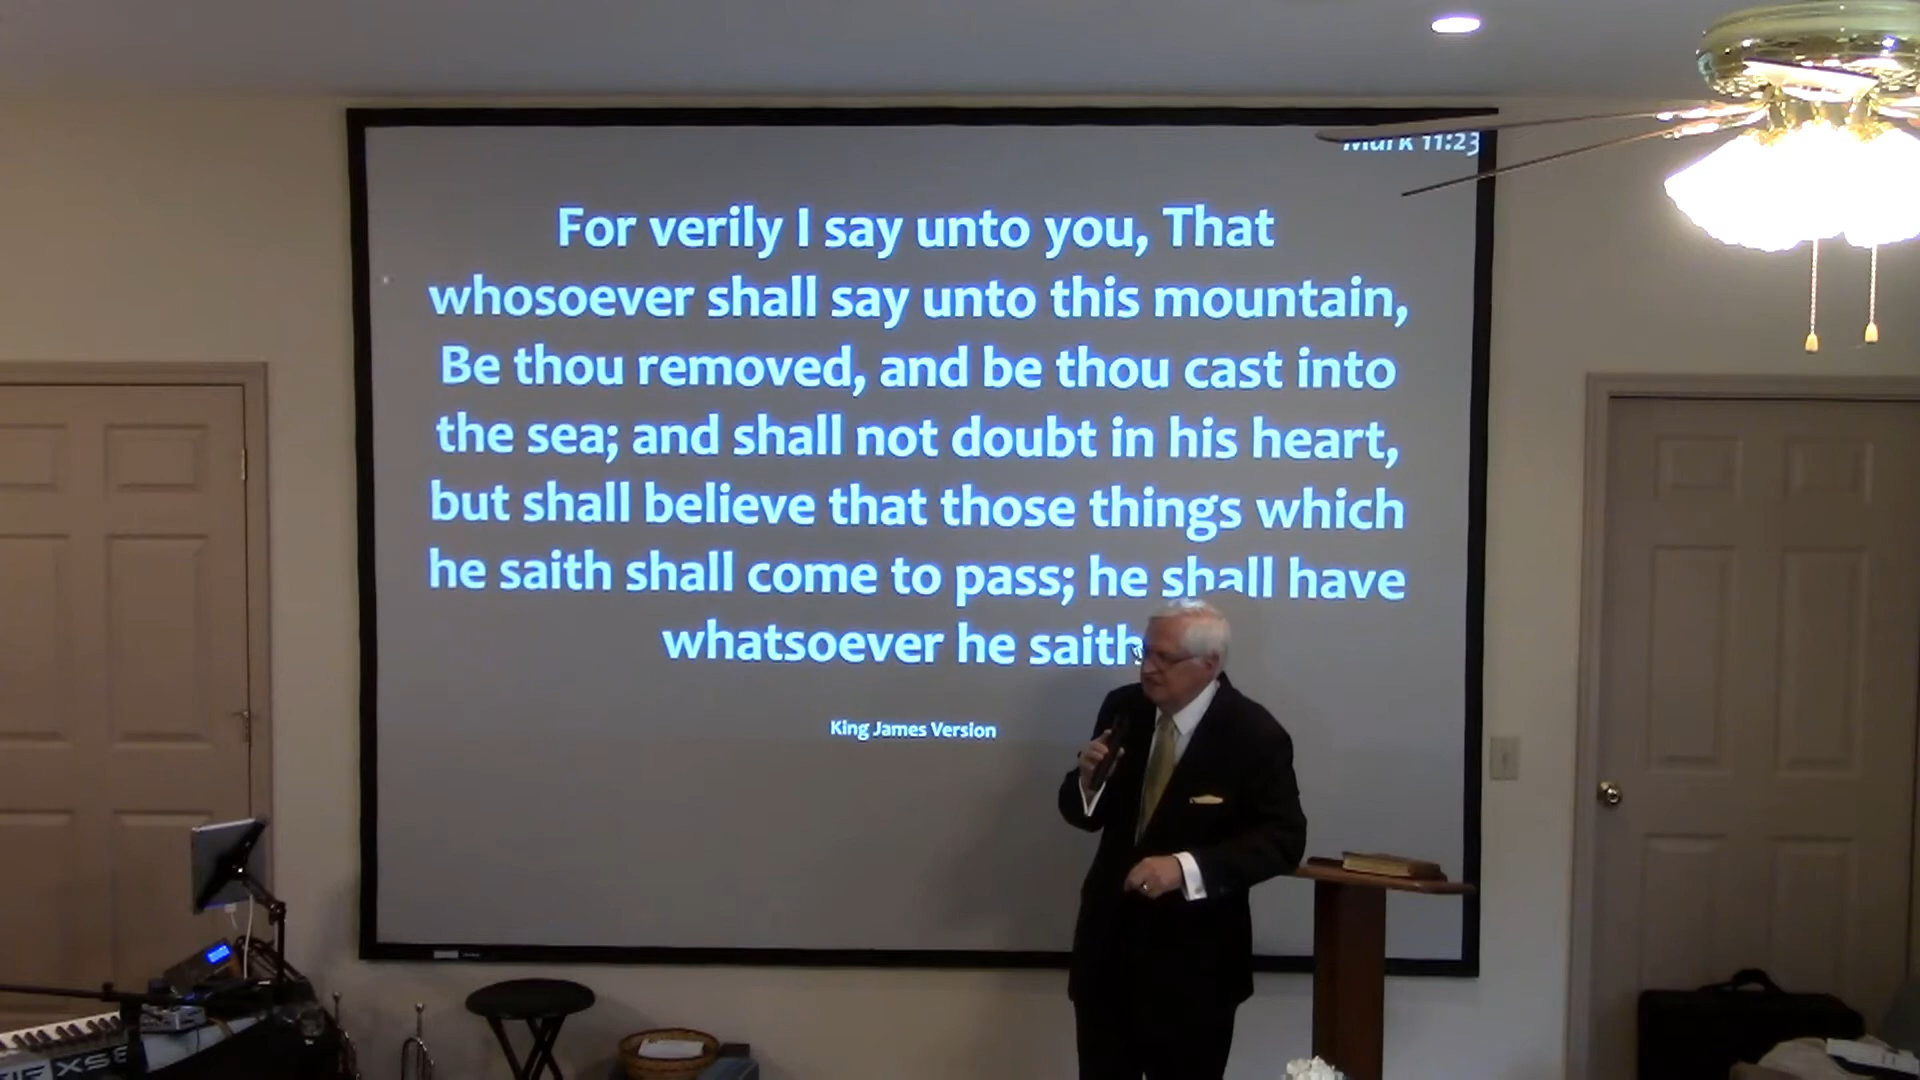 Mark 11:23
For verily I say unto you, That
whosoever shall say unto this mountain,
Be thou removed, and be thou cast into
the sea; and shall not doubt in his heart,
but shall believe that those things which
he saith shall come to pass; he shall have
whatsoever he saith
King James Version
XS8